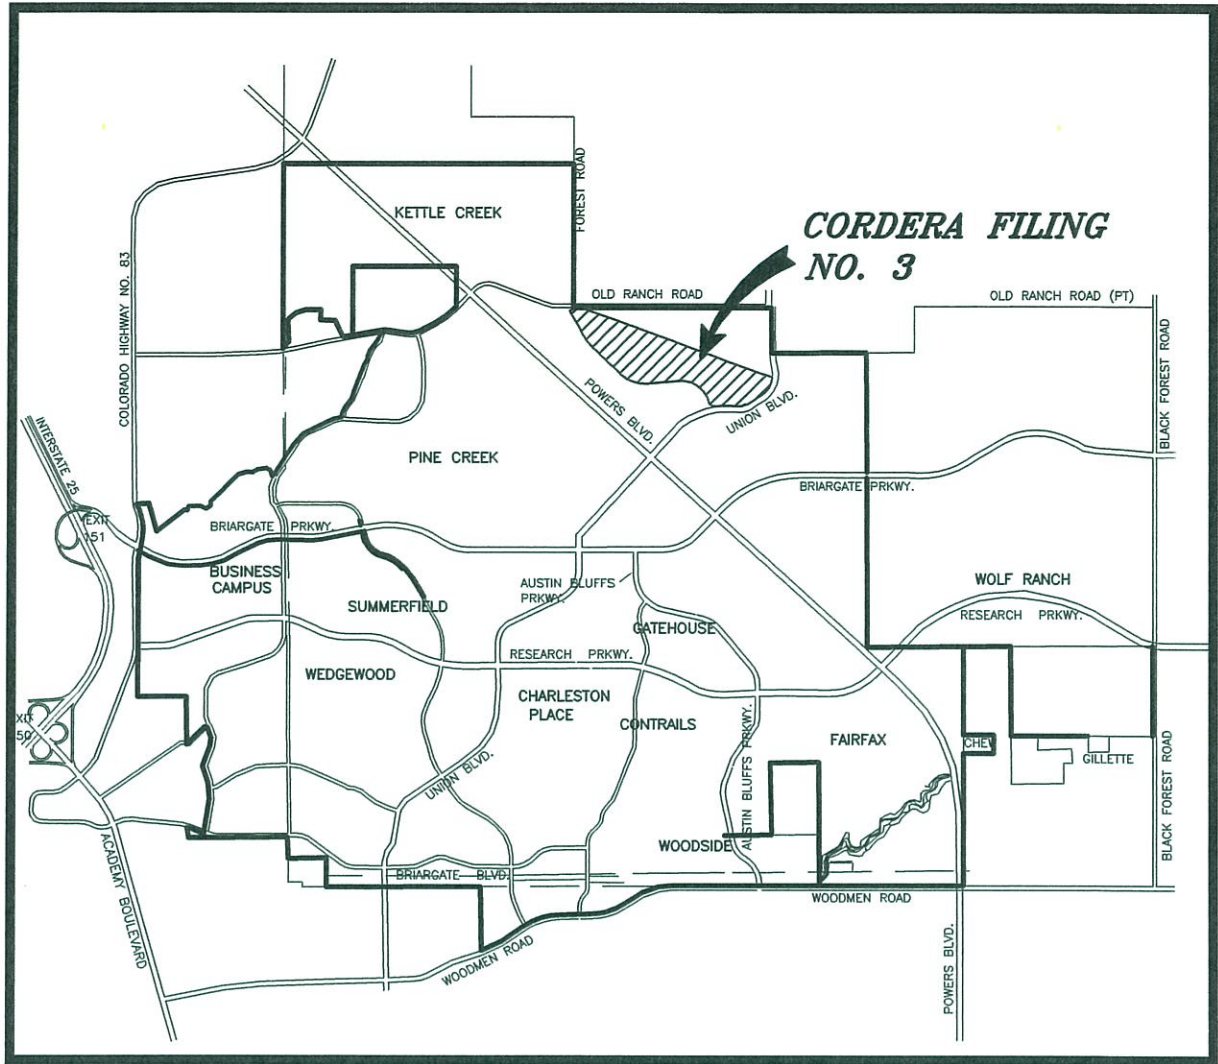 KETTLE CREEK
FOREST ROAD
CORDERA FILING
NO. 3
OLD RANCH ROAD
OLD RANCH ROAD (PT)
COLORADO HIGHWAY NO. 83
BLACK FOREST ROAD
POWERS BLVD.
UNION BLVD.
INTERSTATE 25
PINE CREEK
BRIARGATE PRKWY.
EXIT
151
BRIARGATE PRKWY.
BUSINESS
CAMPUS
SUMMERFIELD
AUSTIN BLUFFS
PRKWY.
WOLF RANCH
GATEHOUSE
RESEARCH PRKWY.
RESEARCH PRKWY.
WEDGEWOOD
CHARLESTON
PLACE
CONTRAILS
XIT
50
FAIRFAX
CHEV
GILLETTE
UNION BLVD.
AUSTIN BLUFFS PRKWY.
BLACK FOREST ROAD
WOODSIDE
ACADEMY BOULEVARD
BRIARGATE BLVD.
WOODMEN ROAD
WOODMEN ROAD
POWERS BLVD.